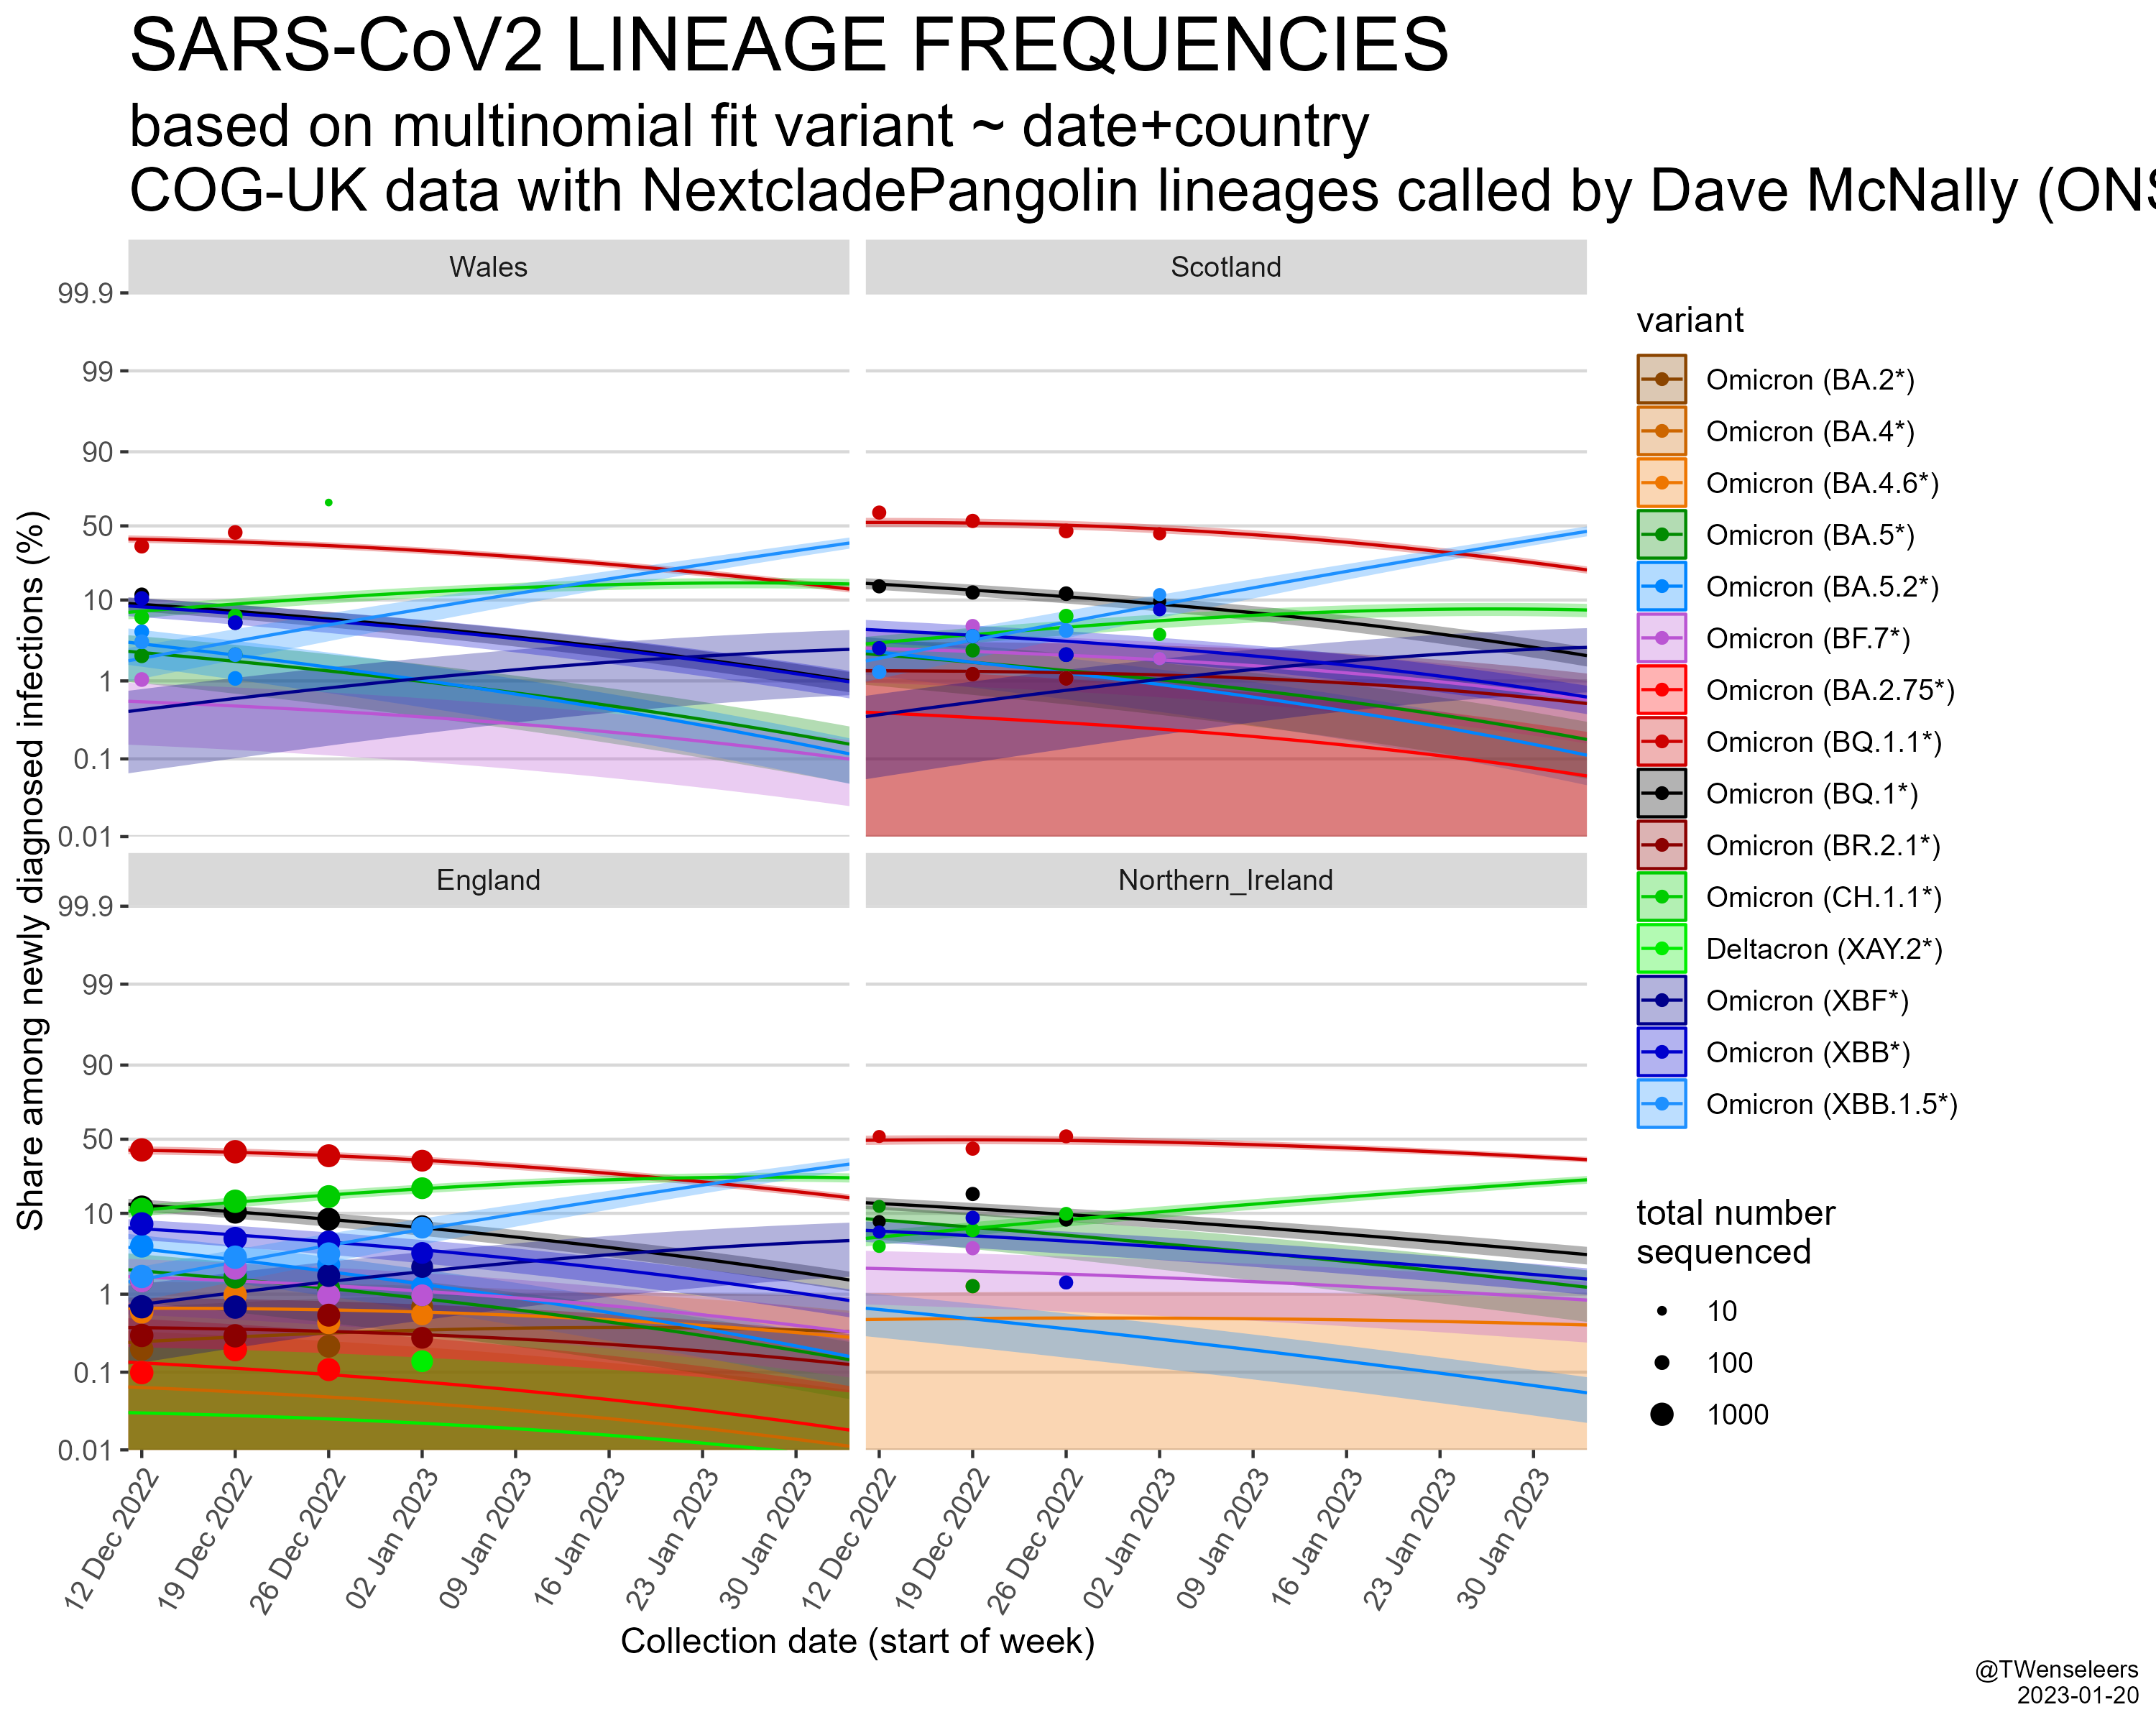 SARS-CoV2 LINEAGE FREQUENCIES
based on multinomial fit variant ~ date+country
COG-UK data with NextcladePangolin lineages called by Dave McNally (ONS
Wales
Scotland
99.9
99
90
50
10
1
0.1
0.01
England
Northern_Ireland
99.9
99
90
50
10
1
0.1
0.01
Share among newly diagnosed infections (%)
12 Dec 2022
19 Dec 2022
26 Dec 2022
02 Jan 2023
09 Jan 2023
16 Jan 2023
23 Jan 2023
30 Jan 2023
12 Dec 2022
19 Dec 2022
26 Dec 2022
02 Jan 2023
09 Jan 2023
16 Jan 2023
23 Jan 2023
30 Jan 2023
Collection date (start of week)
variant
Omicron (BA.2*)
Omicron (BA.4*)
Omicron (BA.4.6*)
Omicron (BA.5*)
Omicron (BA.5.2*)
Omicron (BF.7*)
Omicron (BA.2.75*)
Omicron (BQ.1.1*)
Omicron (BQ.1*)
Omicron (BR.2.1*)
Omicron (CH.1.1*)
Deltacron (XAY.2*)
Omicron (XBF*)
Omicron (XBB*)
Omicron (XBB.1.5*)
total number
sequenced
10
100
1000
@TWenseleers
2023-01-20